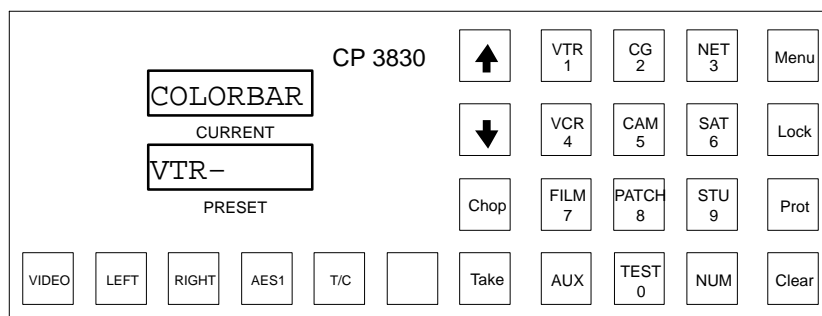 CP 3830
COLORBAR
CURRENT
VTR-
PRESET
VTR
1
CG
2
NET
3
Menu
VCR
4
CAM
5
SAT
6
Lock
Chop
FILM
7
PATCH
8
STU
9
Prot
VIDEO
LEFT
RIGHT
AES1
T/C
Take
AUX
TEST
0
NUM
Clear